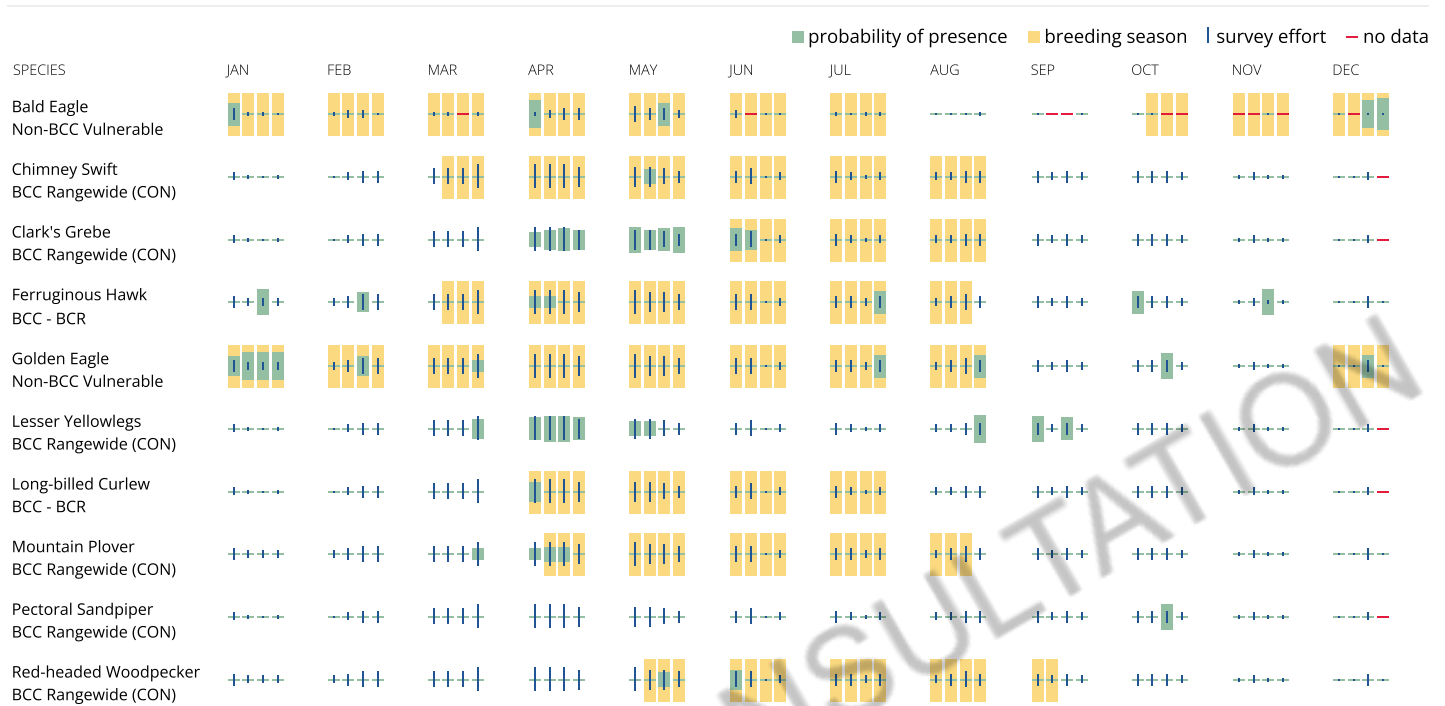 probability of presence breeding season survey effort no data
SPECIES JAN FEB MAR APR MAY JUN JUL AUG SEP OCT NOV DEC
Bald Eagle
Non-BCC Vulnerable
Chimney Swift
BCC Rangewide (CON)
Clark's Grebe
BCC Rangewide (CON)
Ferruginous Hawk
BCC - BCR
Golden Eagle
Non-BCC Vulnerable
Lesser Yellowlegs
BCC Rangewide (CON)
Long-billed Curlew
BCC - BCR
Mountain Plover
BCC Rangewide (CON)
Pectoral Sandpiper
BCC Rangewide (CON)
Red-headed Woodpecker
BCC Rangewide (CON)
NSULTATION